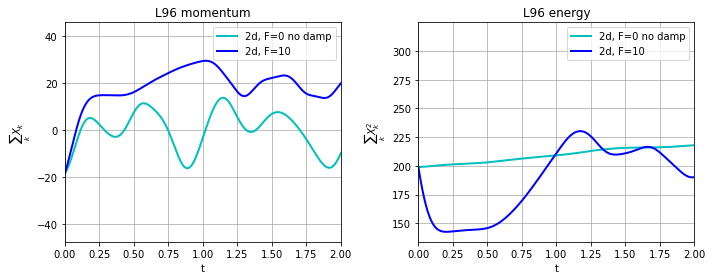 L96 momentum
2d, F=0 no damp
2d, F=10
40
20
0
−20
−40
0.00 0.25 0.50 0.75 1.00 1.25 1.50 1.75 2.00
t
∑ₖ Xₖ
L96 energy
2d, F=0 no damp
2d, F=10
300
275
250
225
200
175
150
0.00 0.25 0.50 0.75 1.00 1.25 1.50 1.75 2.00
t
∑ₖ Xₖ²